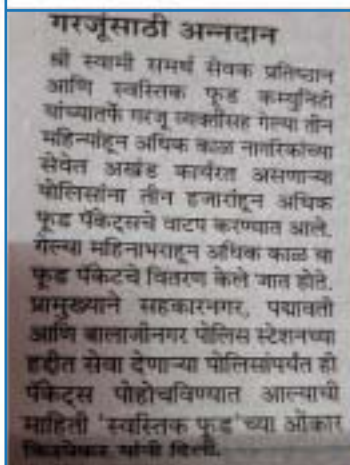 गरजूंसाठी अन्नदान
श्री स्वामी समर्थ सेवक प्रतिष्ठान
आणि स्वस्तिक फूड कम्युनिटी
यांच्यातर्फे गरजू व्यक्तींसह गेल्या तीन
महिन्यांहून अधिक काळ नागरिकांच्या
सेवेत अखंड कार्यरत असणाऱ्या
पोलिसांना तीन हजारांहून अधिक
फूड पॅकेट्सचे वाटप करण्यात आले.
गेल्या महिनाभराहून अधिक काळ या
फूड पॅकेटचे वितरण केले जात होते.
प्रामुख्याने सहकारनगर, पद्मावती
आणि बालाजीनगर पोलिस स्टेशनच्या
हद्दीत सेवा देणाऱ्या पोलिसांपर्यंत ही
पॅकेट्स पोहोचविण्यात आल्याची
माहिती 'स्वस्तिक फूड'च्या ओंकार
यांनी दिली.